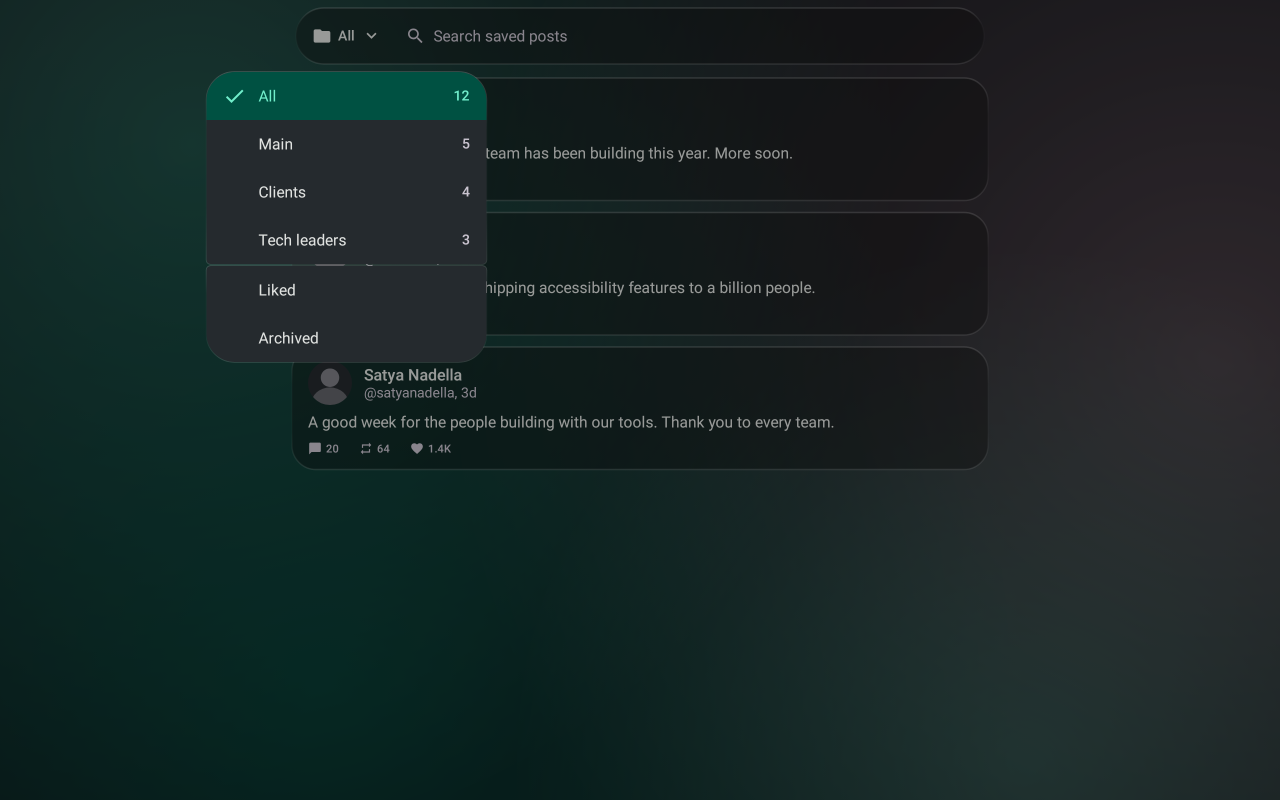 All
Search saved posts
All 12
Main 5
team has been building this year. More soon.
Clients 4
Tech leaders 3
Liked
hipping accessibility features to a billion people.
Archived
Satya Nadella
@satyanadella, 3d
A good week for the people building with our tools. Thank you to every team.
20 64 1.4K